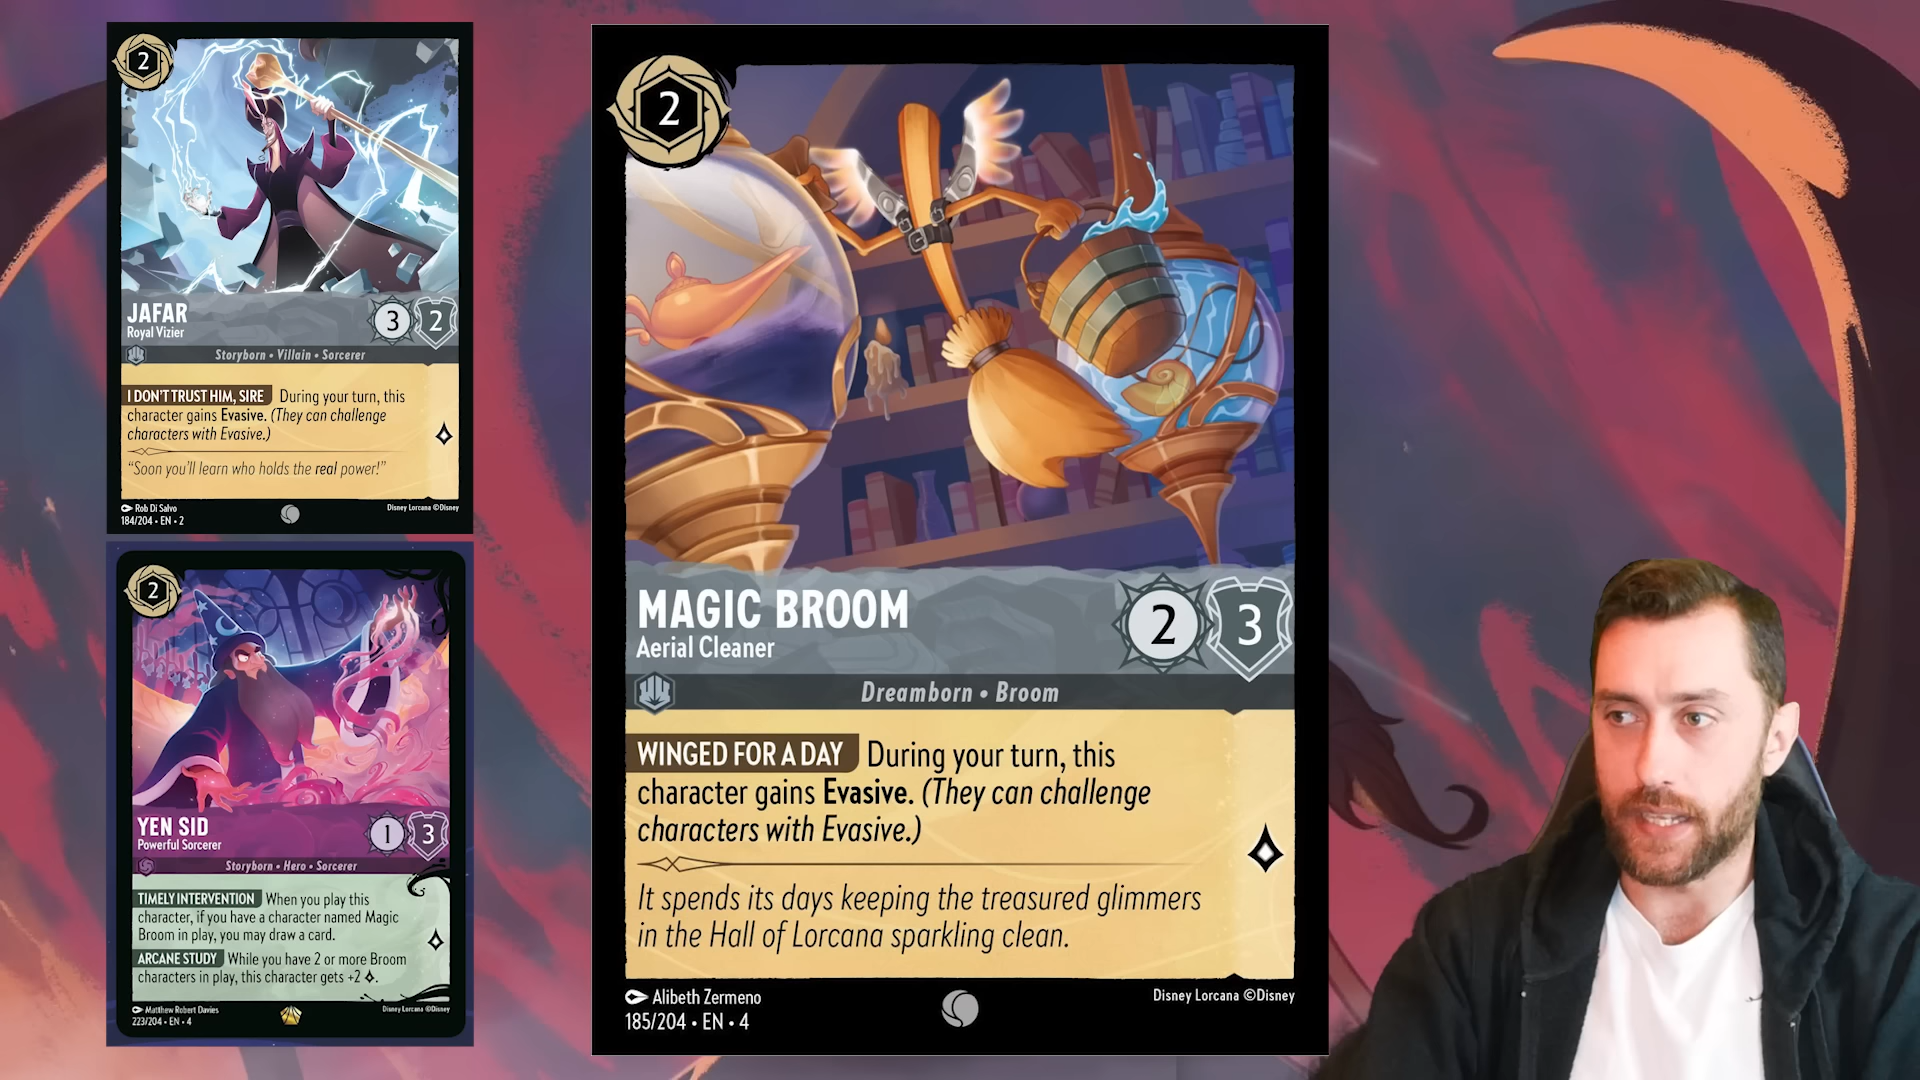 2
JAFAR
Royal Vizier
3
2
Storyborn • Villain • Sorcerer
I DON'T TRUST HIM, SIRE During your turn, this
character gains Evasive. (They can challenge
characters with Evasive.)
“Soon you'll learn who holds the real power!”
Rob Di Salvo
184/204 • EN • 2
Disney Lorcana ©Disney
2
YEN SID
Powerful Sorcerer
1
3
Storyborn • Hero • Sorcerer
TIMELY INTERVENTION When you play this
character, if you have a character named Magic
Broom in play, you may draw a card.
ARCANE STUDY While you have 2 or more Broom
characters in play, this character gets +2
Matthew Robert Davies
223/204 • EN • 4
Disney Lorcana ©Disney
2
MAGIC BROOM
Aerial Cleaner
2
3
Dreamborn • Broom
WINGED FOR A DAY During your turn, this
character gains Evasive. (They can challenge
characters with Evasive.)
It spends its days keeping the treasured glimmers
in the Hall of Lorcana sparkling clean.
Alibeth Zermeno
185/204 • EN • 4
Disney Lorcana ©Disney